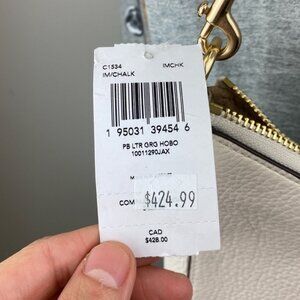 C1534 IMCHK
IM/CHALK
1 95031 39454 6
PB LTR GRG HOBO
10011290JAX
COM
$424.99
CAD
$428.00